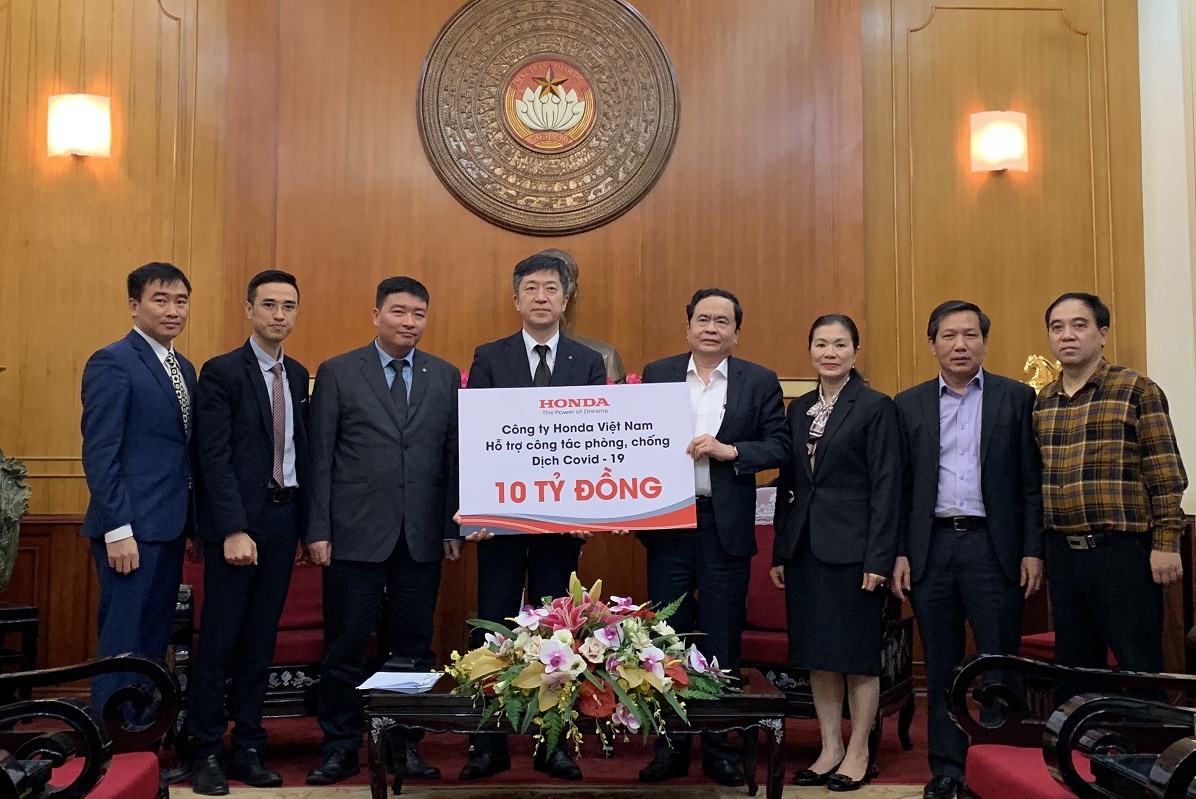 HONDA
The Power of Dreams
Công ty Honda Việt Nam
Hỗ trợ công tác phòng, chống
Dịch Covid - 19
10 TỶ ĐỒNG